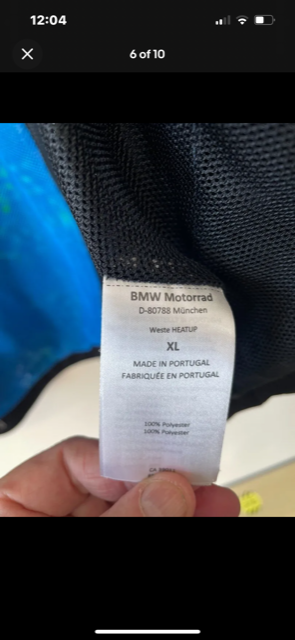 12:04
6 of 10
BMW Motorrad
D-80788 München
Weste HEATUP
XL
MADE IN PORTUGAL
FABRIQUÉE EN PORTUGAL
100% Polyester
100% Polyester